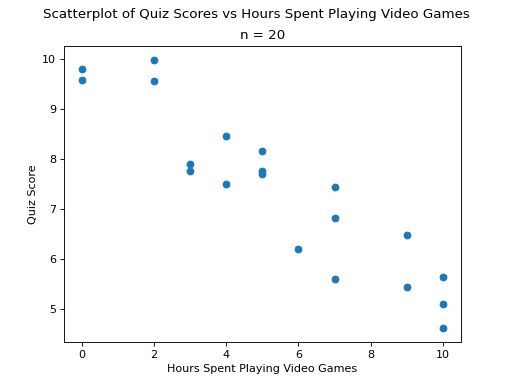 Scatterplot of Quiz Scores vs Hours Spent Playing Video Games
n = 20
10
9
8
7
6
5
Quiz Score
0 2 4 6 8 10
Hours Spent Playing Video Games